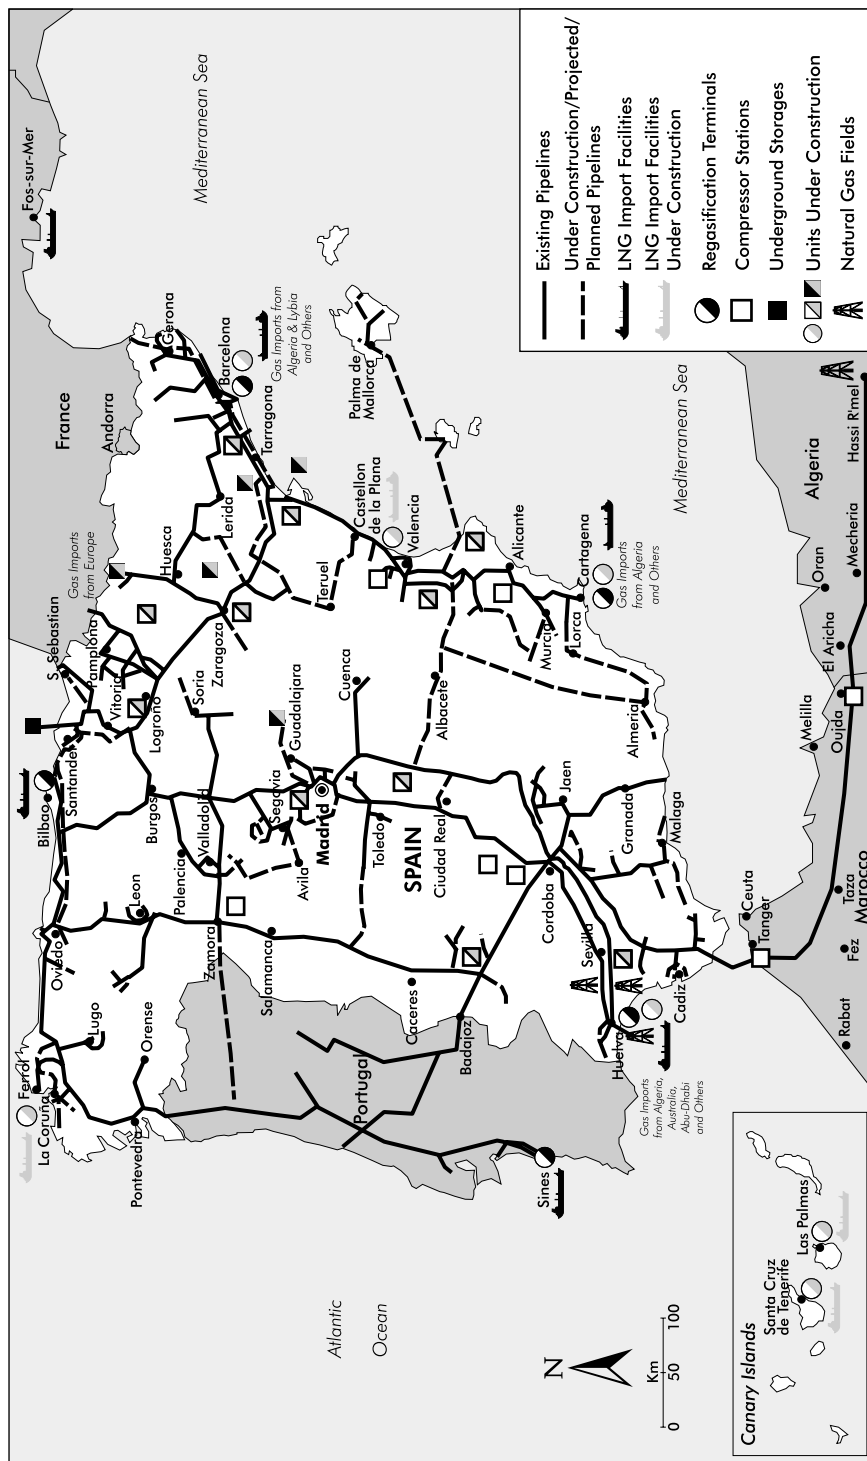 Fos-sur-Mer
Mediterranean Sea
France
Andorra
Gerona
Barcelona
Gas Imports from
Algeria & Lybia
and Others
Tarragona
Lerida
Huesca
Gas Imports
from Europe
S. Sebastian
Pamplona
Vitoria
Logroño
Zaragoza
Soria
Teruel
Castellon
de la Plana
Valencia
Palma de
Mallorca
Santander
Bilbao
Burgos
Palencia
Valladolid
Segovia
Guadalajara
Madrid
Cuenca
Avila
Toledo
Albacete
Alicante
Murcia
Lorca
Cartagena
Gas Imports
from Algeria
and Others
Almeria
SPAIN
Ciudad Real
Jaen
Granada
Malaga
Cordoba
Sevilla
Cadiz
Huelva
Gas Imports
from Algeria,
Australia,
Abu-Dhabi
and Others
Oviedo
Leon
Zamora
Salamanca
Caceres
Badajoz
Lugo
Orense
Ferrol
La Coruña
Pontevedra
Portugal
Sines
Atlantic
Ocean
Mediterranean Sea
Algeria
Hassi R'mel
Mecheria
Oran
El Aricha
Oujda
Melilla
Taza
Marocco
Fez
Rabat
Ceuta
Tanger
Existing Pipelines
Under Construction/Projected/
Planned Pipelines
LNG Import Facilities
LNG Import Facilities
Under Construction
Regasification Terminals
Compressor Stations
Underground Storages
Units Under Construction
Natural Gas Fields
N
Km
0 50 100
Canary Islands
Santa Cruz
de Tenerife
Las Palmas